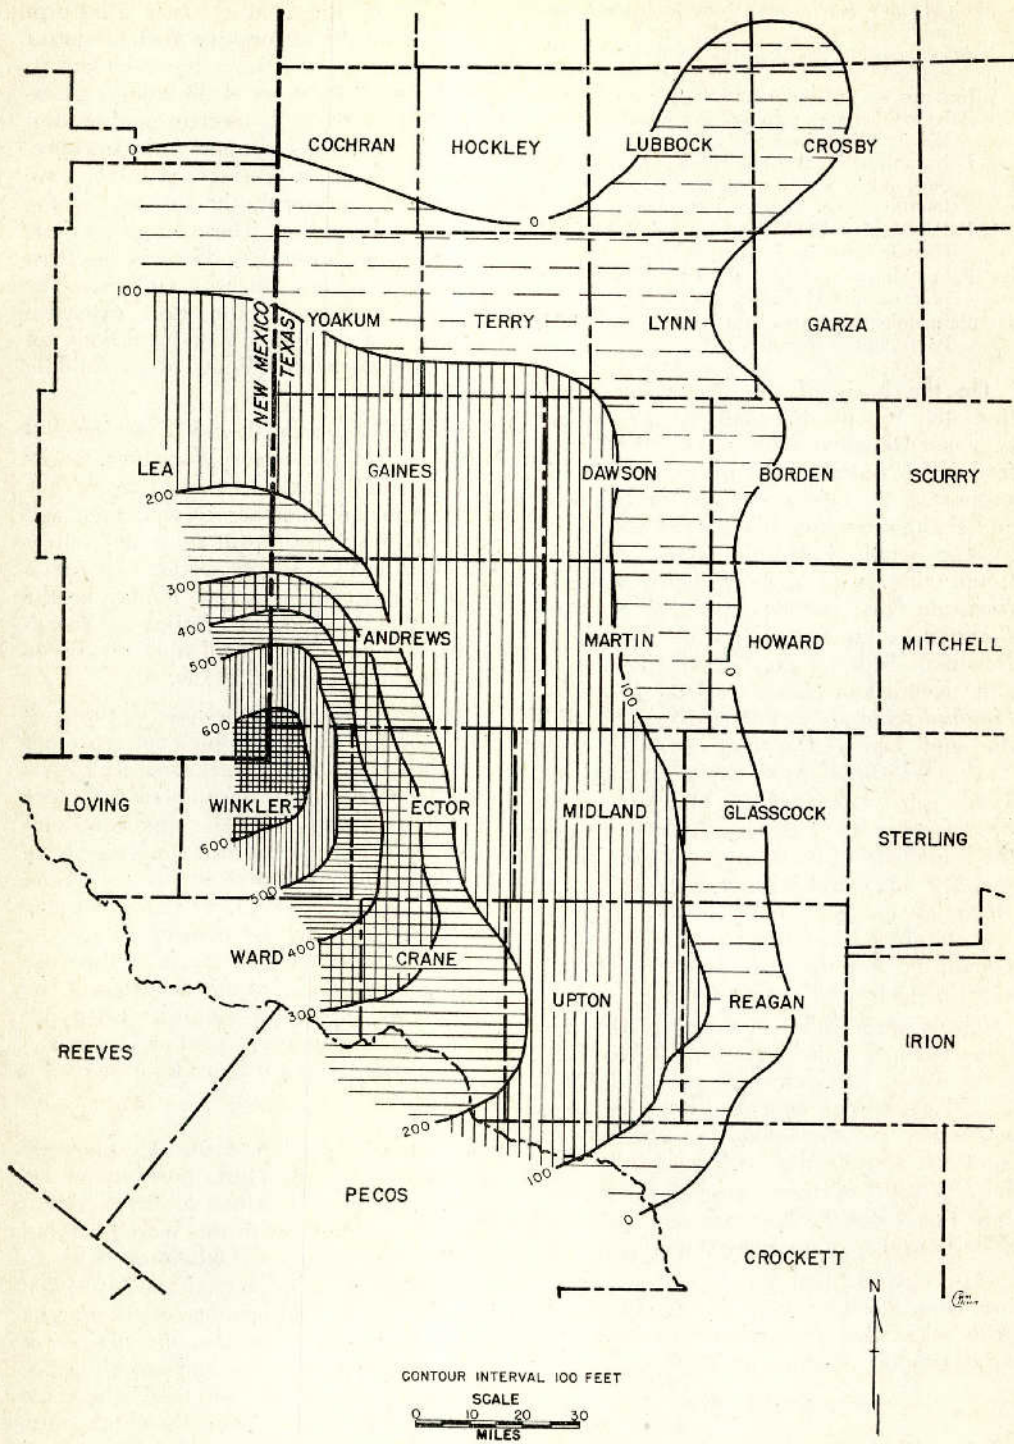 COCHRAN
HOCKLEY
LUBBOCK
CROSBY
0
0
100
NEW MEXICO
TEXAS
YOAKUM
TERRY
LYNN
GARZA
LEA
GAINES
DAWSON
BORDEN
SCURRY
200
300
400
ANDREWS
MARTIN
HOWARD
MITCHELL
500
0
100
600
LOVING
WINKLER
ECTOR
MIDLAND
GLASSCOCK
STERLING
600
500
WARD
400
CRANE
UPTON
REAGAN
300
REEVES
IRION
200
100
PECOS
0
CROCKETT
N
CONTOUR INTERVAL 100 FEET
SCALE
0 10 20 30
MILES